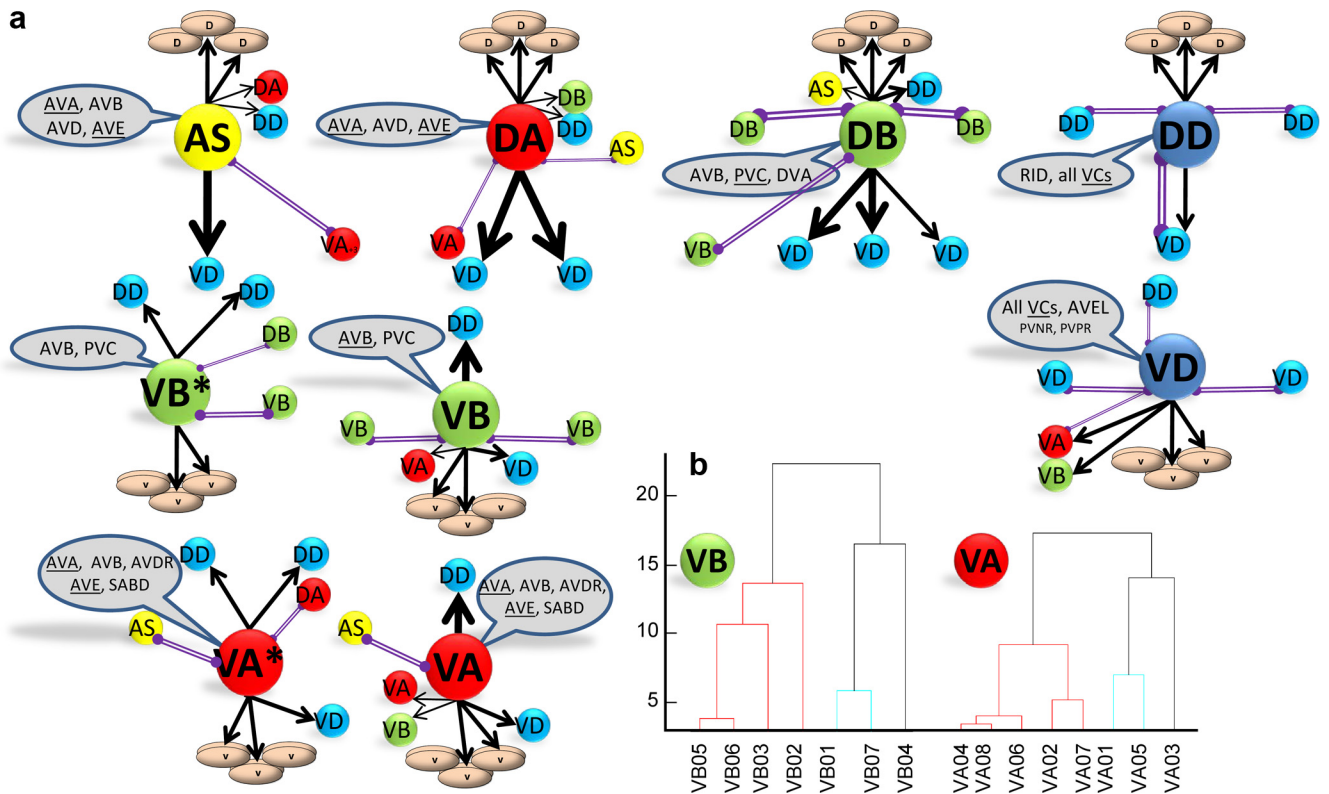 a
D
D D
AVA, AVB
AVD, AVE
AS
DA
DD
VA+3
VD
D
D D
AVA, AVD, AVE
DA
DB
DD
AS
VA
VD
VD
D
D D
AS
DD
DB
DB
DB
AVB, PVC, DVA
VB
VD
VD
VD
D
D D
DD
DD
DD
RID, all VCs
VD
DD
DD
AVB, PVC
VB*
DB
VB
v v
v
DD
AVB, PVC
VB
VB
VB
VA
VD
v v
v
DD
All VCs, AVEL
PVNR, PVPR
VD
VD
VD
VA
VB
v v
v
AVA, AVB, AVDR
AVE, SABD
DD
DD
DA
AS
VA*
VD
v v
v
DD
AVA, AVB, AVDR,
AVE, SABD
AS
VA
VA
VB
VD
v v
v
b
20
15
10
5
VB
VA
VB05
VB06
VB03
VB02
VB01
VB07
VB04
VA04
VA08
VA06
VA02
VA07
VA01
VA05
VA03